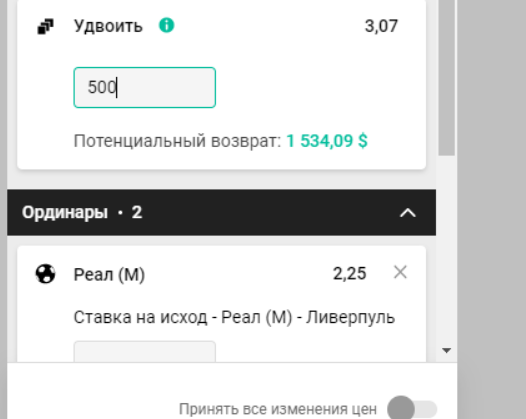 Удвоить 3,07
500
Потенциальный возврат: 1 534,09 $
Ординары · 2
Реал (М) 2,25
Ставка на исход - Реал (М) - Ливерпуль
Принять все изменения цен